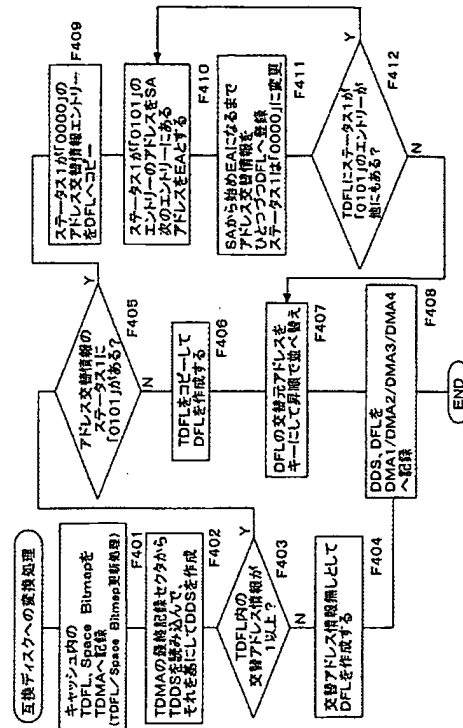 互換ディスクへの変換処理
キャッシュ内の
TDFL、Space Bitmapを
TDMAへ記録
(TDFL/Space Bitmap更新処理)
F401
TDMAの最終記録セクタから
TDDSを読み込んで、
それを基にしてDDSを作成
F402
TDFL内の
交替アドレス情報が
1以上?
F403
Y
N
交替アドレス情報無しとして
DFLを作成する
F404
アドレス交替情報の
ステータス1に
「0101」がある?
F405
Y
N
TDFLをコピーして
DFLを作成する
F406
DFLの交替元アドレスを
キーにして昇順で並べ替え
F407
DDS、DFLを
DMA1/DMA2/DMA3/DMA4
へ記録
F408
END
ステータス1が「0000」の
アドレス交替情報エントリー
をDFLへコピー
F409
ステータス1が「0101」の
エントリーのアドレスをSA
次のエントリーにある
アドレスをEAとする
F410
SAから始めEAになるまで
アドレス交替情報を
ひとつづつDFLへ登録
ステータス1は「0000」に変更
F411
TDFLにステータス1が
「0101」のエントリーが
他にもある?
F412
Y
N